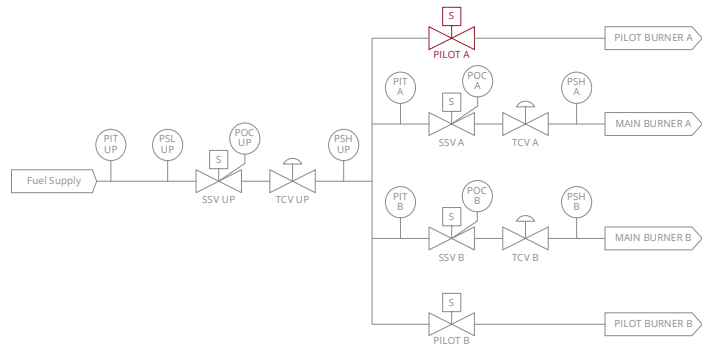 S
PILOT A
PILOT BURNER A
PIT
A
S
POC
A
SSV A
TCV A
PSH
A
MAIN BURNER A
Fuel Supply
PIT
UP
PSL
UP
S
POC
UP
SSV UP
TCV UP
PSH
UP
PIT
B
S
POC
B
SSV B
TCV B
PSH
B
MAIN BURNER B
S
PILOT B
PILOT BURNER B